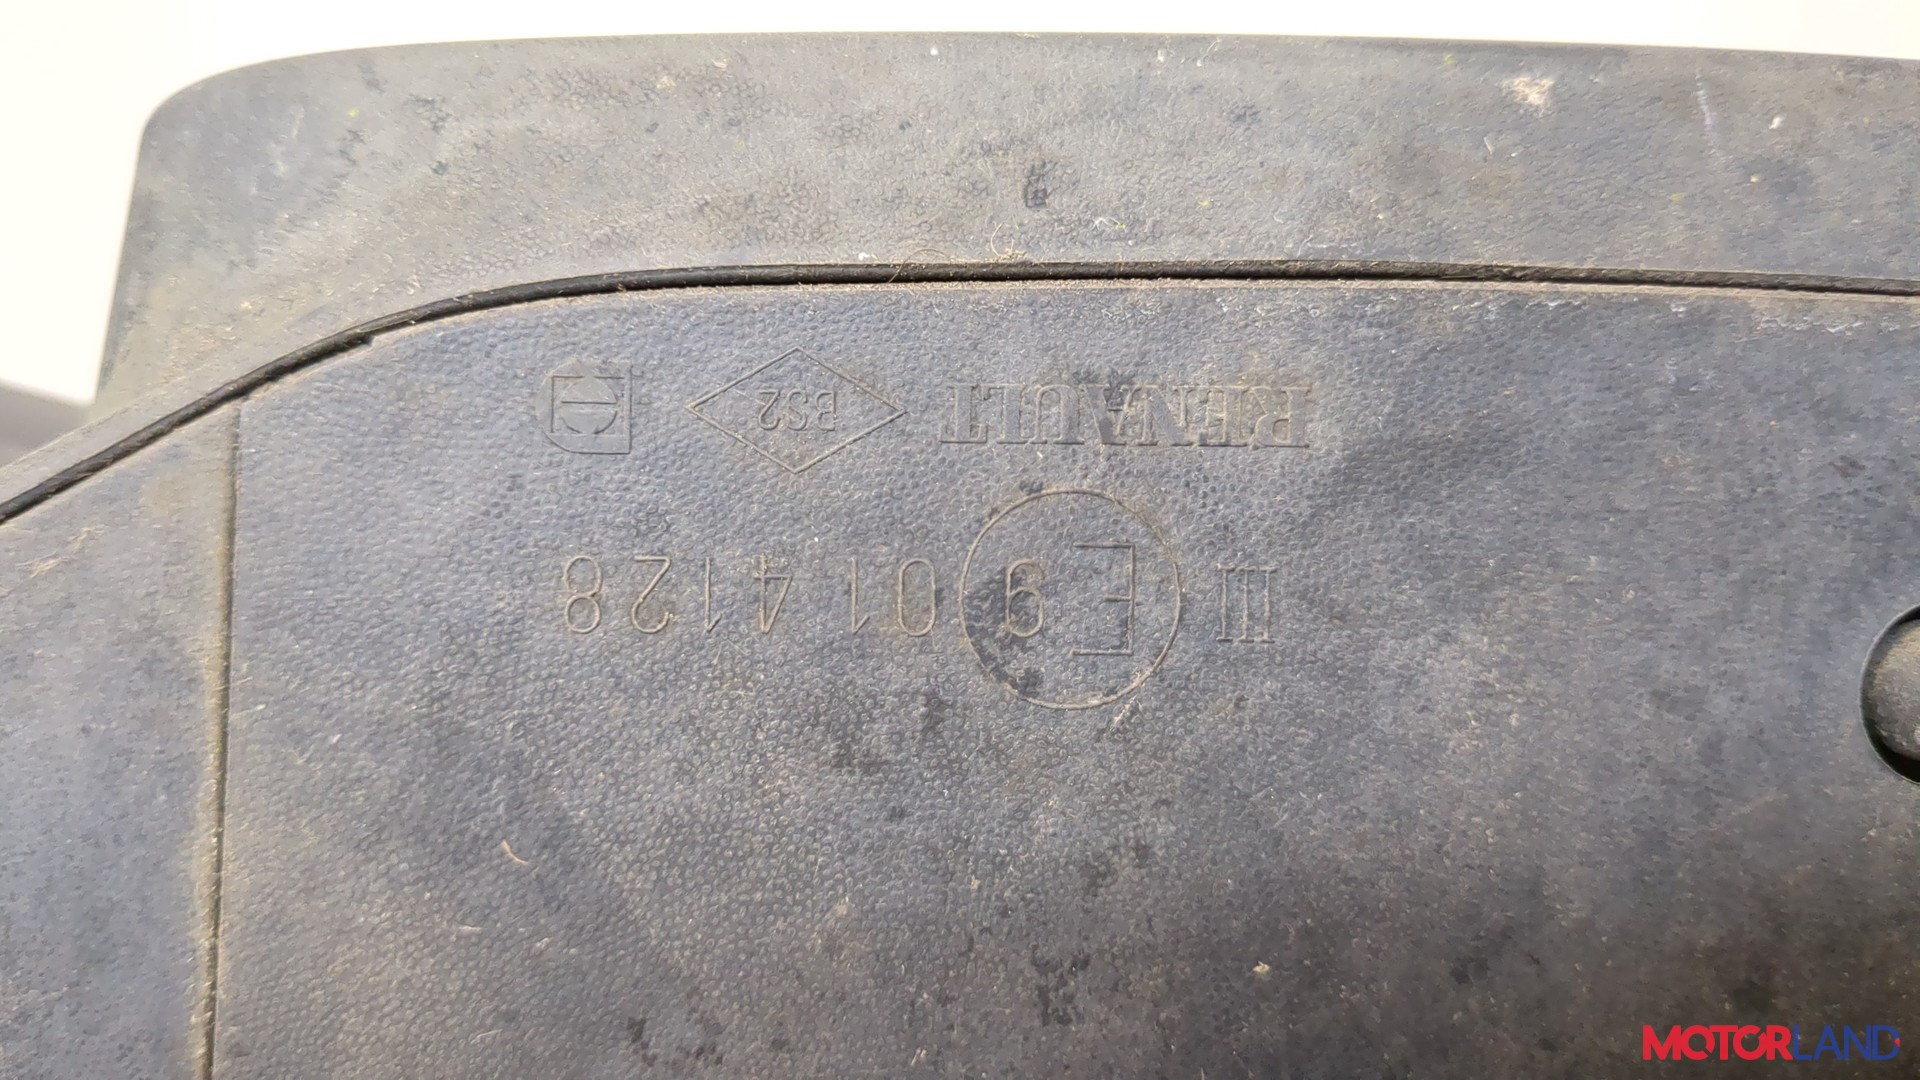 III E9 01 4128
RENAULT BS2
MOTORLAND